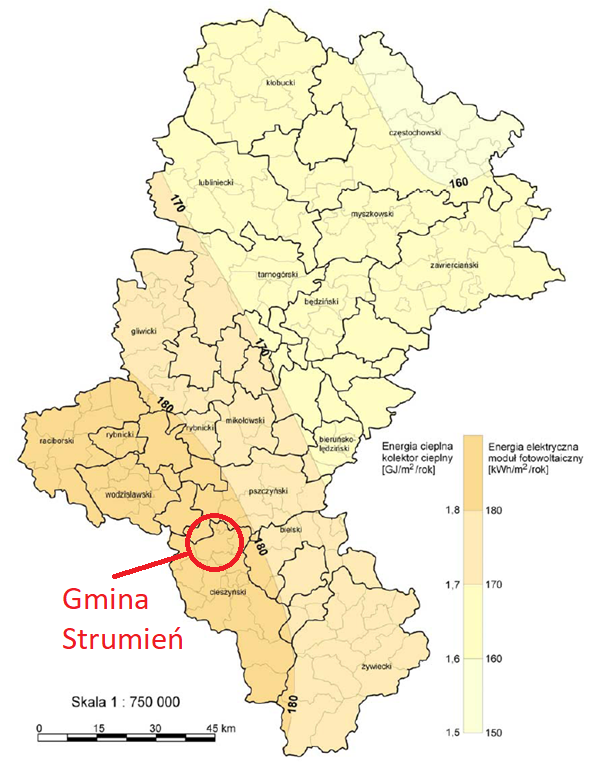 kłobucki
częstochowski
160
lubliniecki
170
myszkowski
zawierciański
tarnogórski
będziński
gliwicki
170
180
rybnicki
mikołowski
raciborski
rybnicki
bieruńsko-
lędziński
wodzisławski
pszczyński
bielski
180
cieszyński
żywiecki
180
Gmina
Strumień
Energia cieplna
kolektor cieplny
[GJ/m²/rok]
Energia elektryczna
moduł fotowoltaiczny
[kWh/m²/rok]
1,8 180
1,7 170
1,6 160
1,5 150
Skala 1 : 750 000
0 15 30 45 km